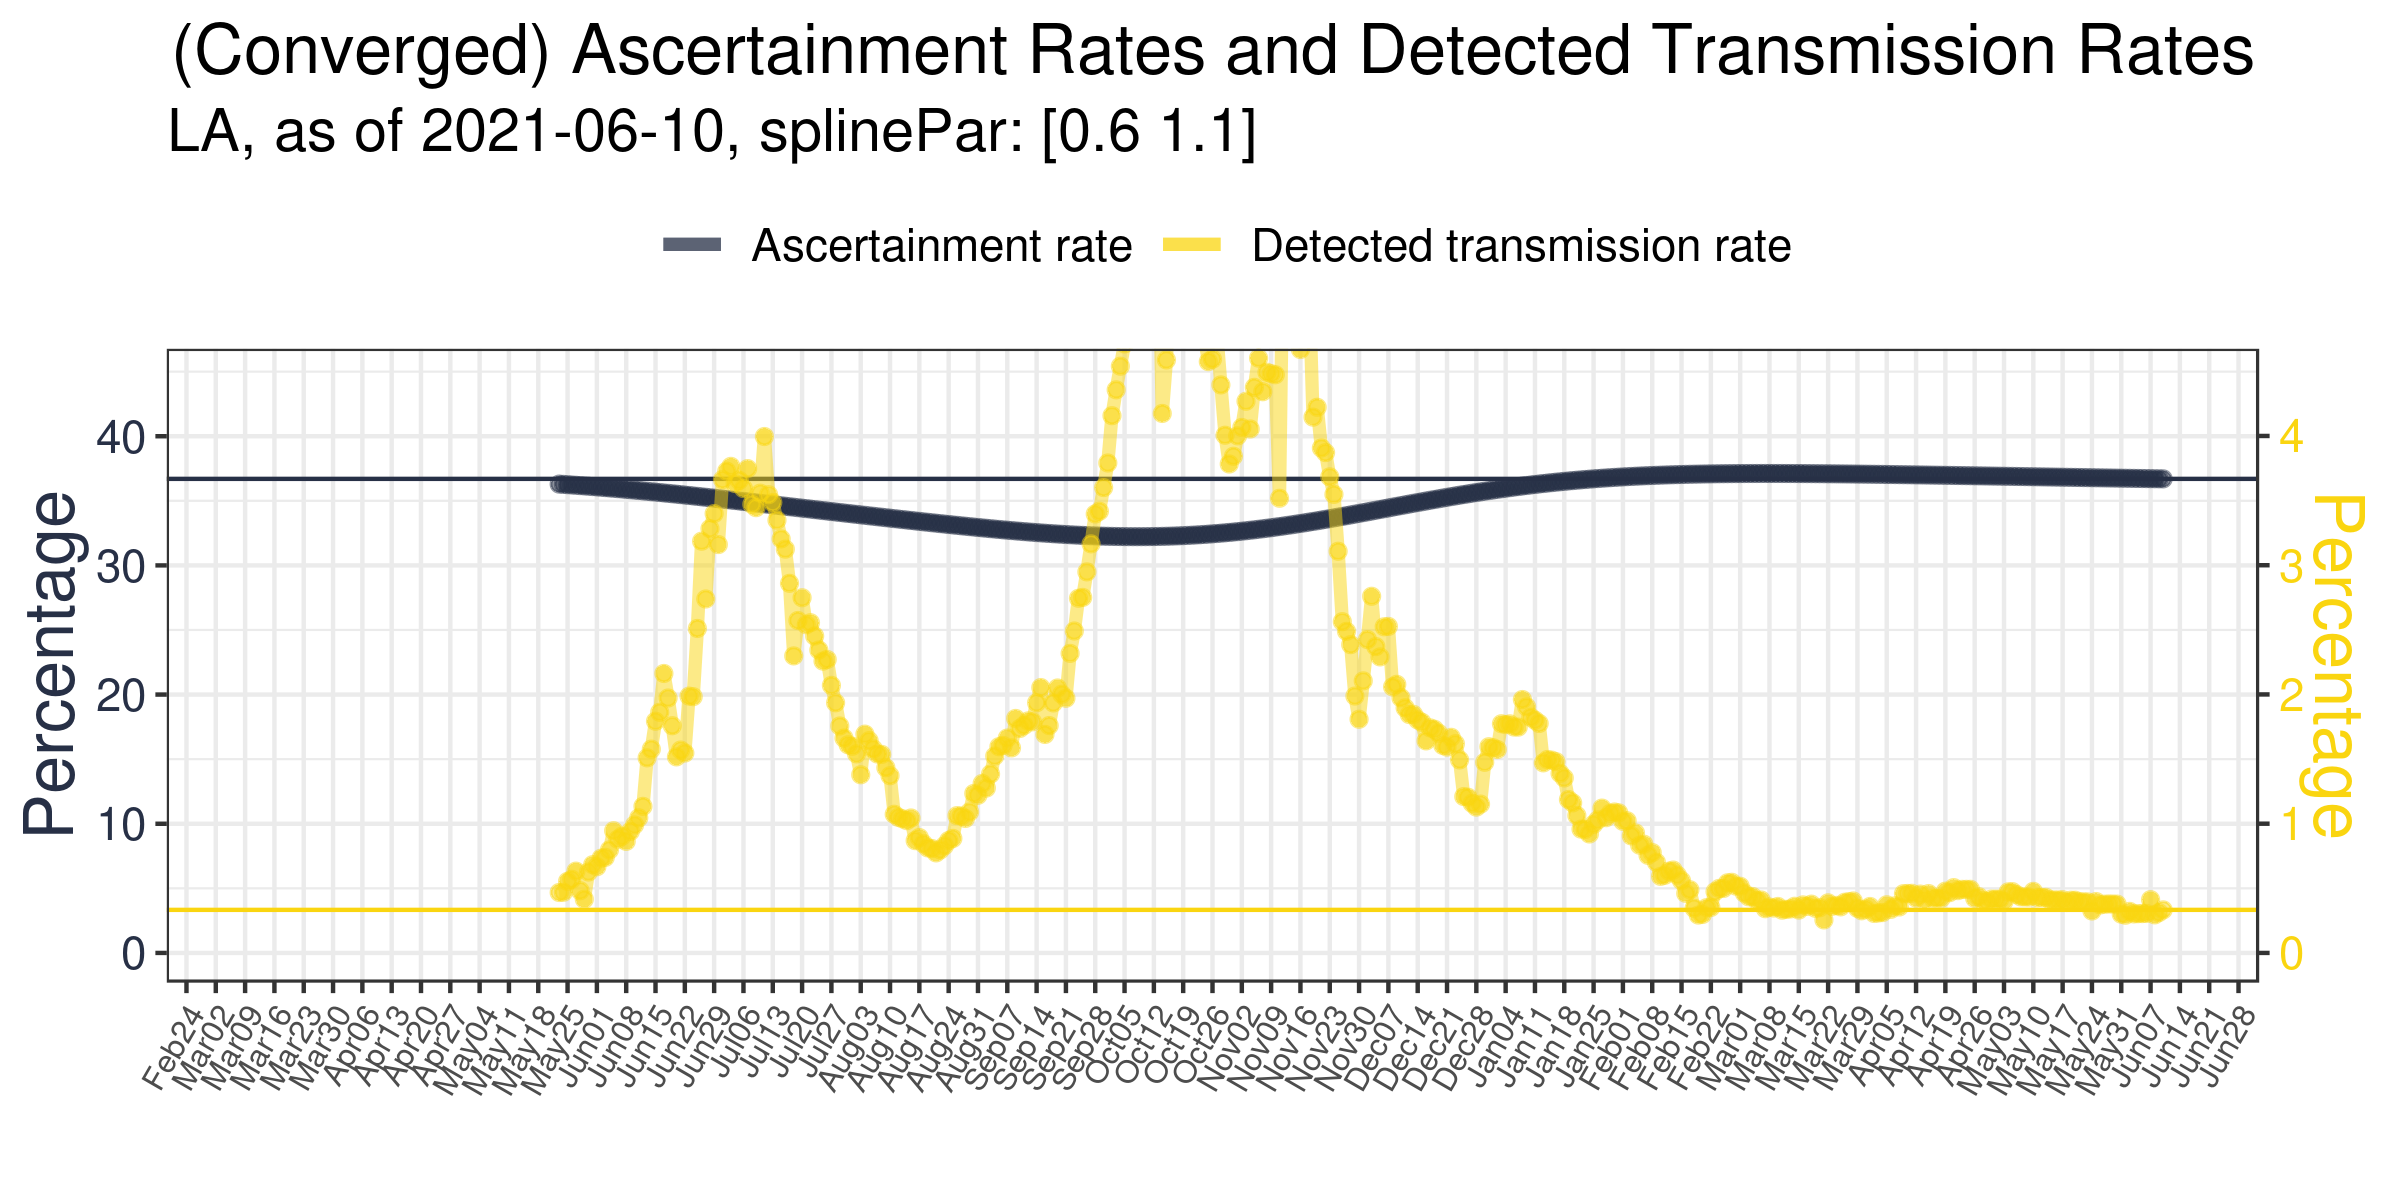 (Converged) Ascertainment Rates and Detected Transmission Rates
LA, as of 2021-06-10, splinePar: [0.6 1.1]
Ascertainment rate Detected transmission rate
Percentage
40
30
20
10
0
4
3
2
1
0
Percentage
Feb24 Mar02 Mar09 Mar16 Mar23 Mar30 Apr06 Apr13 Apr20 Apr27 May04 May11 May18 May25 Jun01 Jun08 Jun15 Jun22 Jun29 Jul06 Jul13 Jul20 Jul27 Aug03 Aug10 Aug17 Aug24 Aug31 Sep07 Sep14 Sep21 Sep28 Oct05 Oct12 Oct19 Oct26 Nov02 Nov09 Nov16 Nov23 Nov30 Dec07 Dec14 Dec21 Dec28 Jan04 Jan11 Jan18 Jan25 Feb01 Feb08 Feb15 Feb22 Mar01 Mar08 Mar15 Mar22 Mar29 Apr05 Apr12 Apr19 Apr26 May03 May10 May17 May24 May31 Jun07 Jun14 Jun21 Jun28